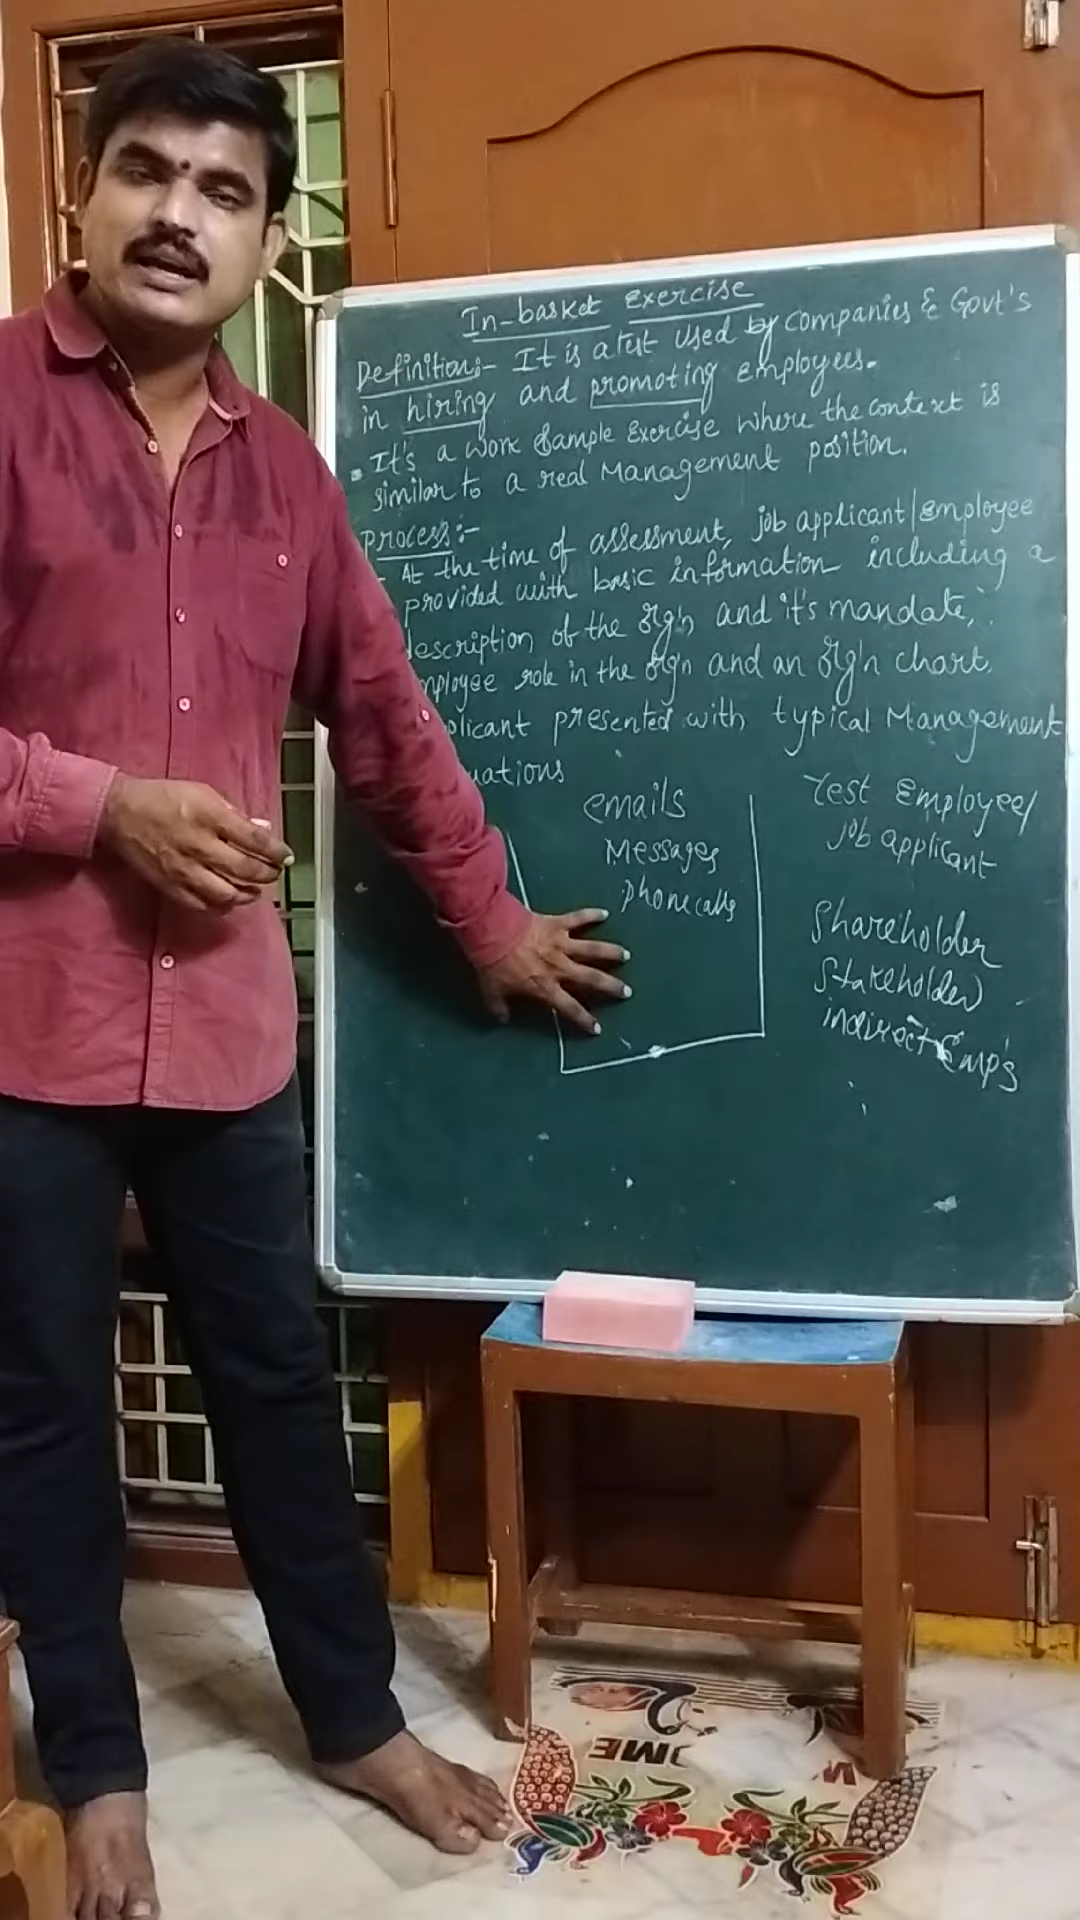 In-basket Exercise
Definition:- It is a test used by companies & Govt's
in hiring and promoting employees.
- It's a work sample Exercise where the context is
similar to a real Management position.
Process:-
- At the time of assessment, job applicant/Employee
provided with basic information including a
description of the org'n and it's mandate,
employee role in the org'n and an org'n chart.
plicant presented with typical Management
uations
emails
Messages
phone calls
Test Employee/
job applicant
Shareholder
Stakeholder
indirect Emp's